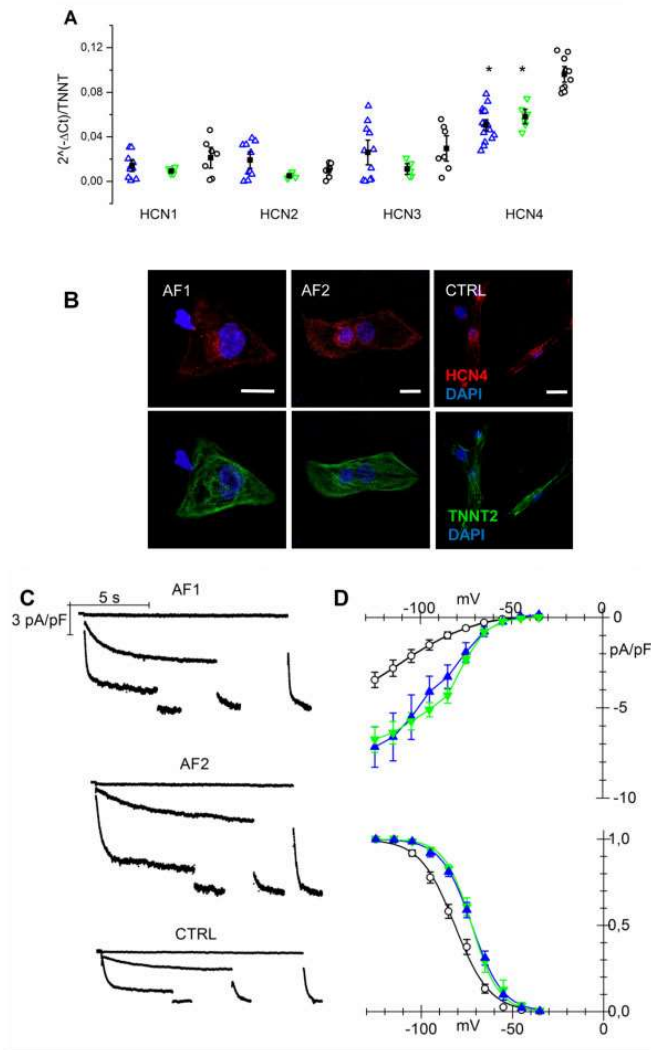 A
2^(-ΔCt)/TNNT
0,12
0,08
0,04
0,00
* *
HCN1 HCN2 HCN3 HCN4
B
AF1 AF2 CTRL
HCN4
DAPI
TNNT2
DAPI
C
AF1
5 s
3 pA/pF
AF2
CTRL
D
mV
-100 -50 0
0
pA/pF
-5
-10
1,0
0,5
0,0
-100 -50 0
mV